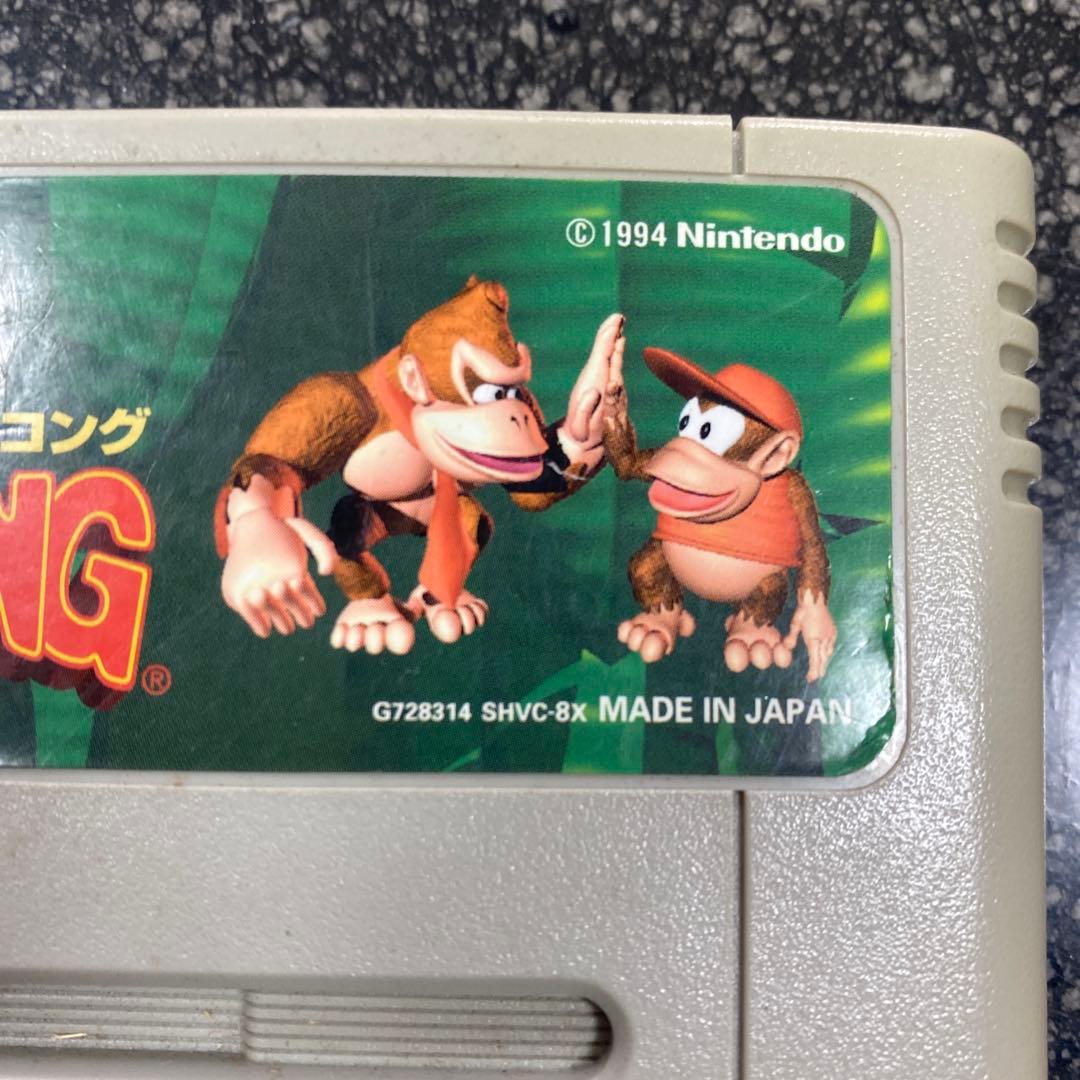 ©1994 Nintendo
コング
NG®
G728314 SHVC-8X MADE IN JAPAN